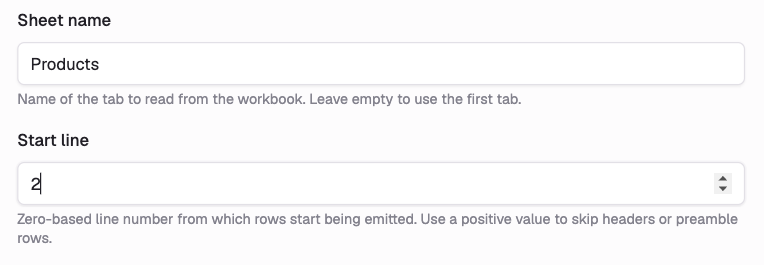 Sheet name
Products
Name of the tab to read from the workbook. Leave empty to use the first tab.
Start line
2
Zero-based line number from which rows start being emitted. Use a positive value to skip headers or preamble
rows.